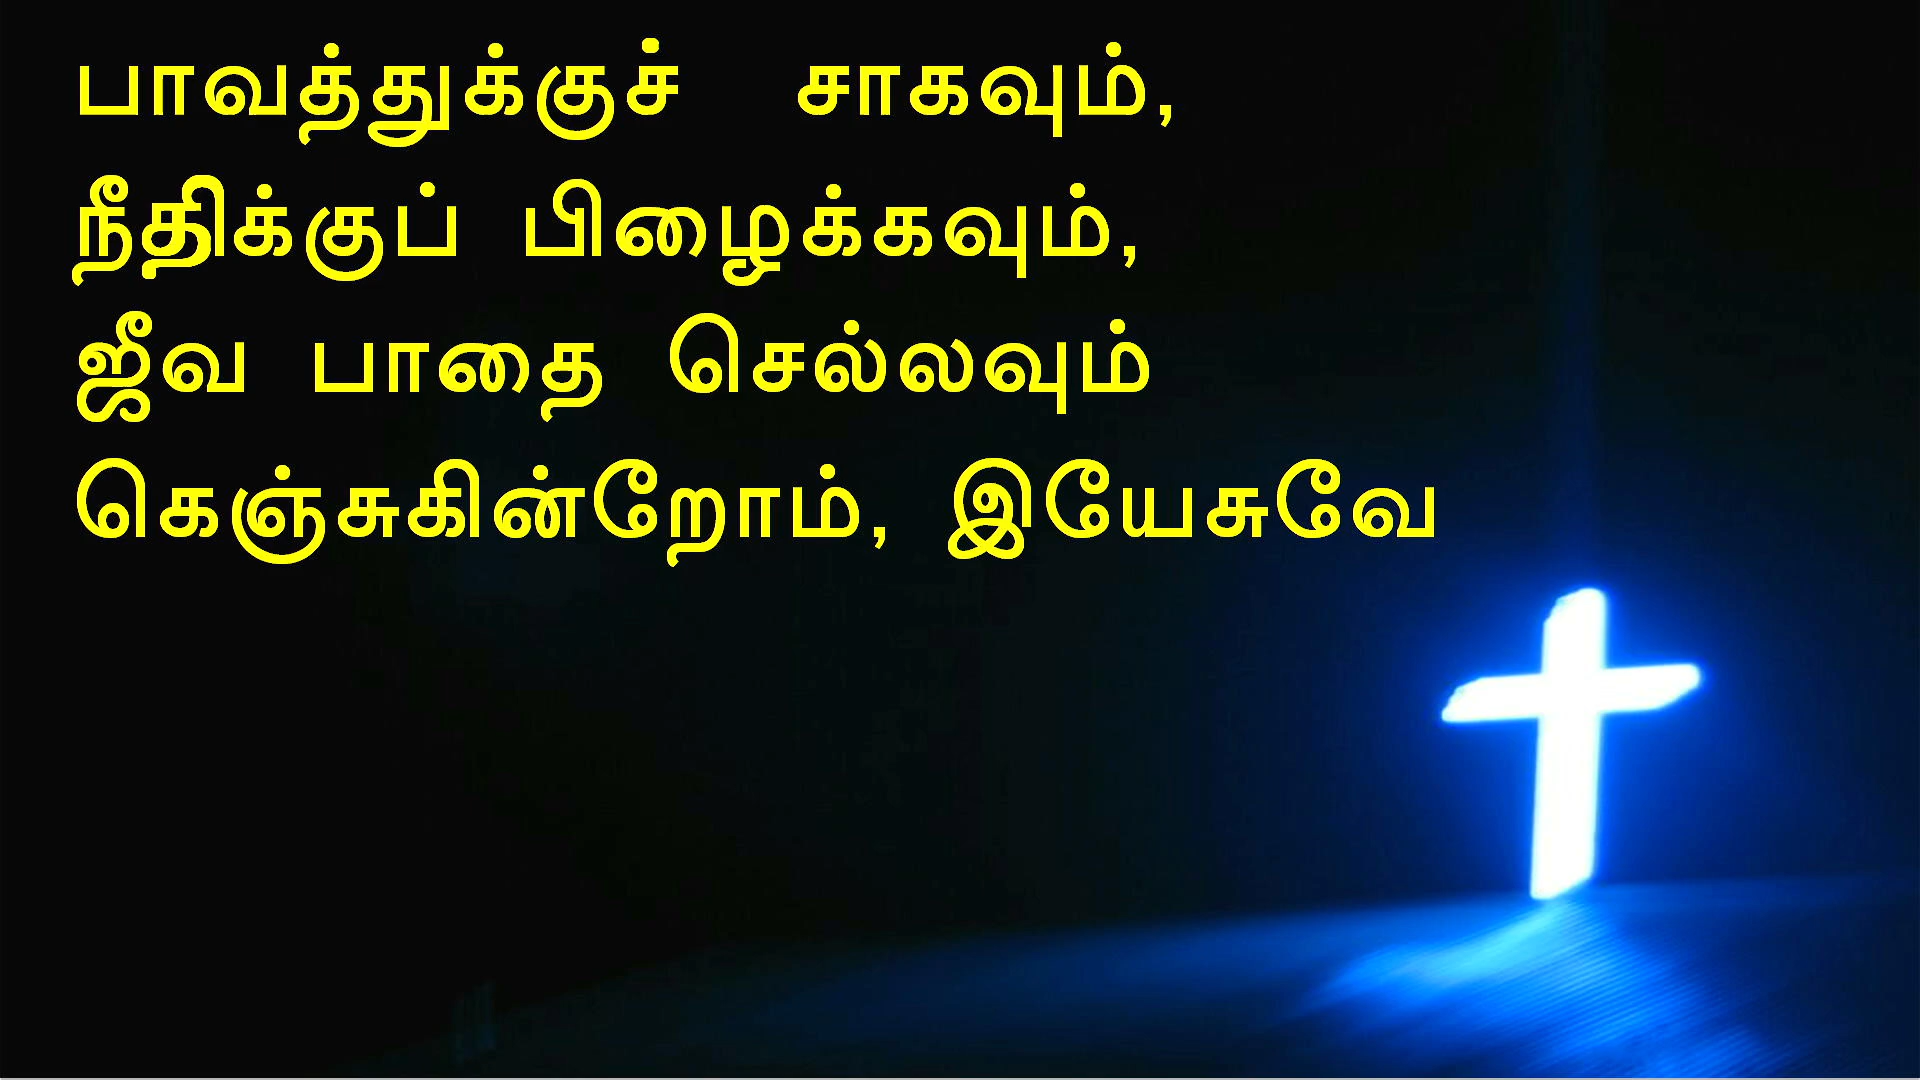 பாவத்துக்குச் சாகவும்,
நீதிக்குப் பிழைக்கவும்,
ஜீவ பாதை செல்லவும்
கெஞ்சுகின்றோம், இயேசுவே